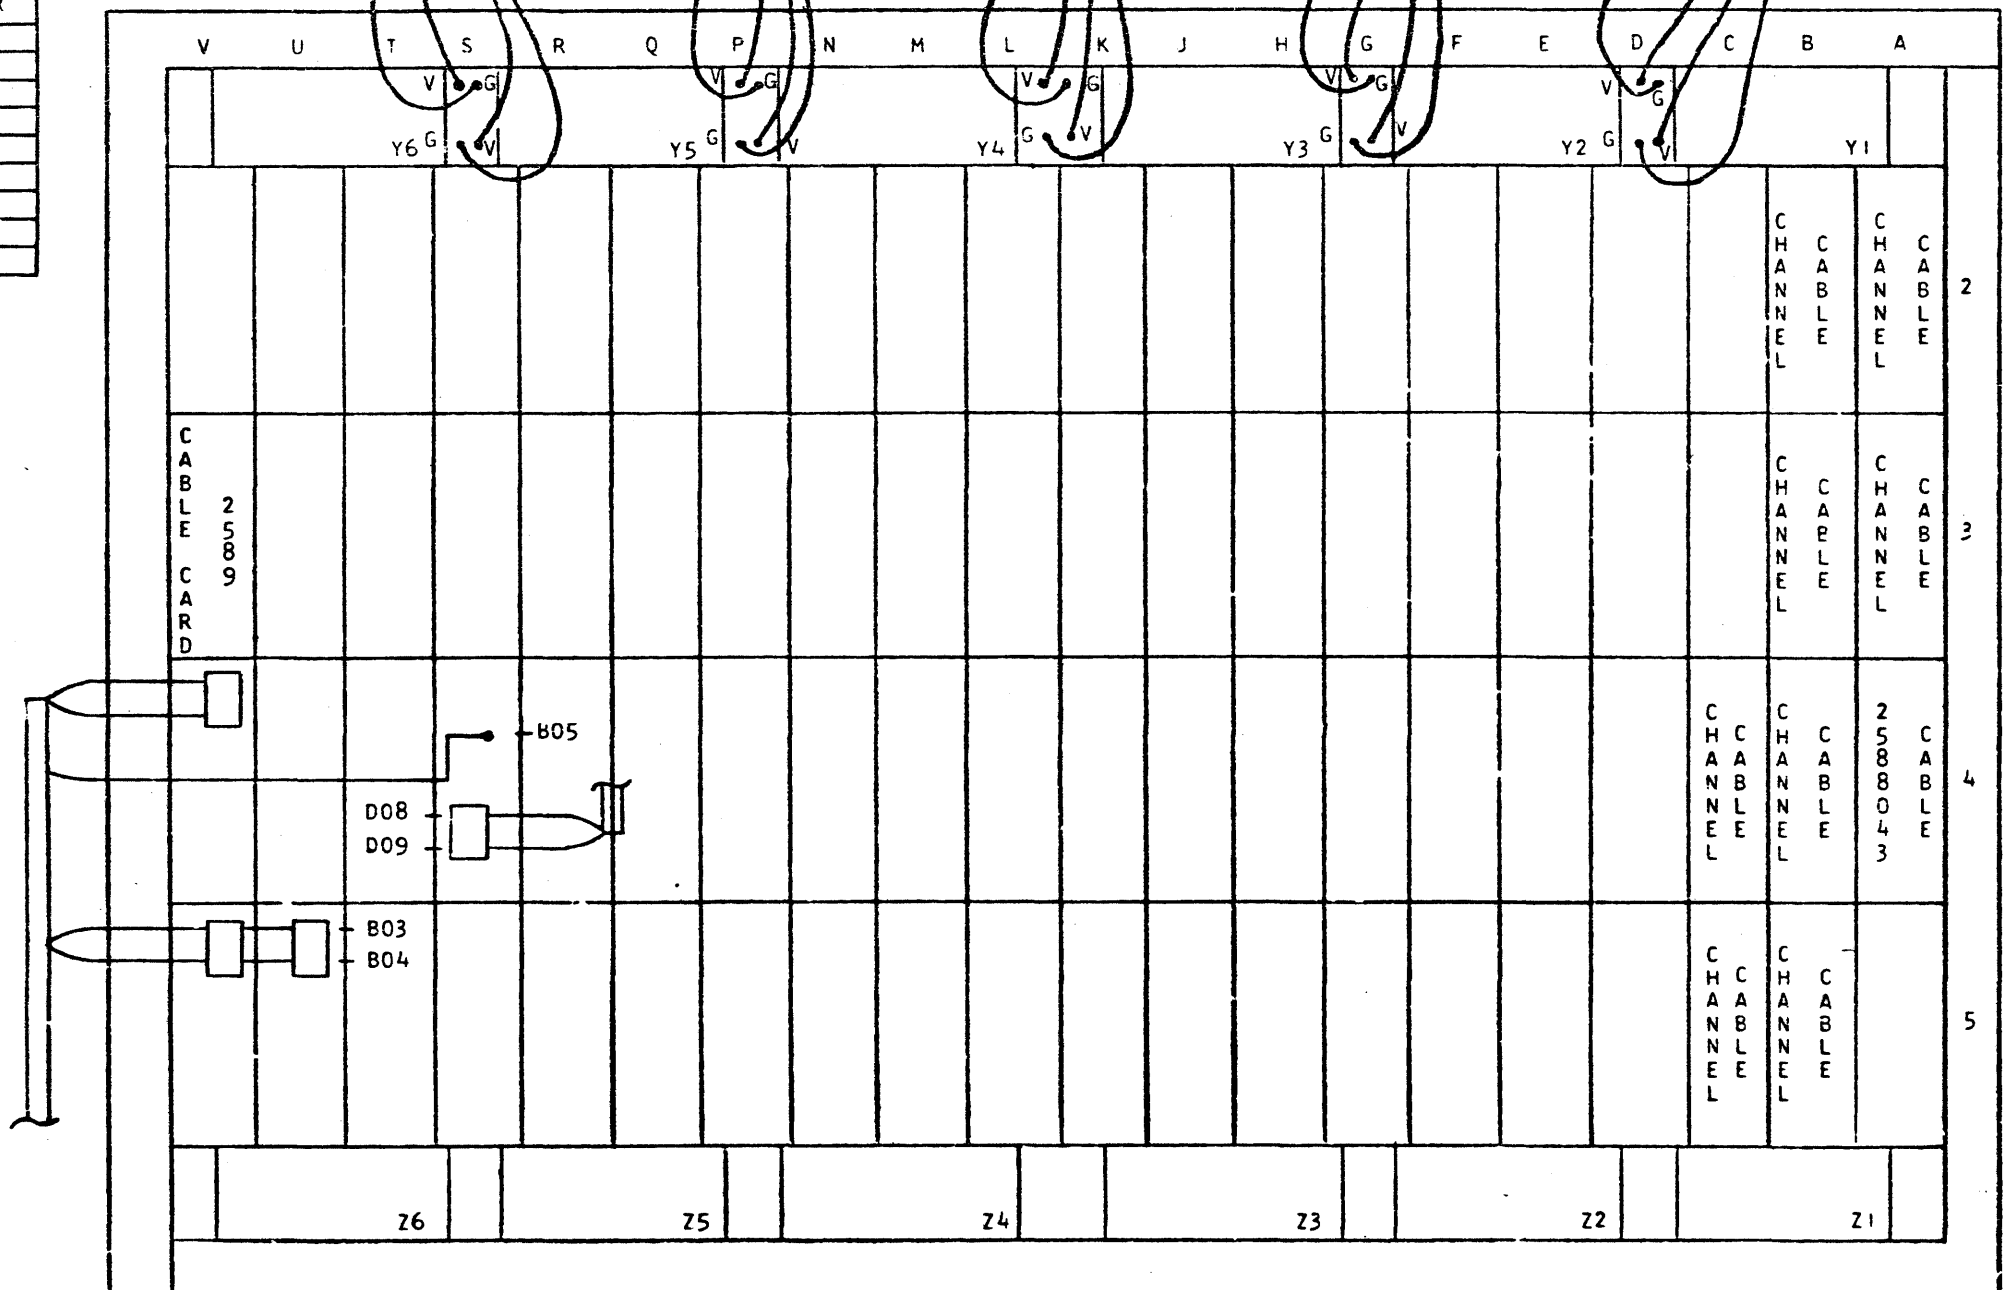 V U T S R Q P N M L K J H G F E D C B A
V G V G V G V G V G
Y6 G V Y5 G V Y4 G V Y3 G V Y2 G V Y1
CHANNEL CABLE CHANNEL CABLE 2
CABLE CARD 2589 CHANNEL CABLE CHANNEL CABLE 3
B05
D08
D09
CHANNEL CABLE CHANNEL CABLE 2588043 CABLE 4
B03
B04
CHANNEL CABLE CHANNEL CABLE 5
Z6 Z5 Z4 Z3 Z2 Z1